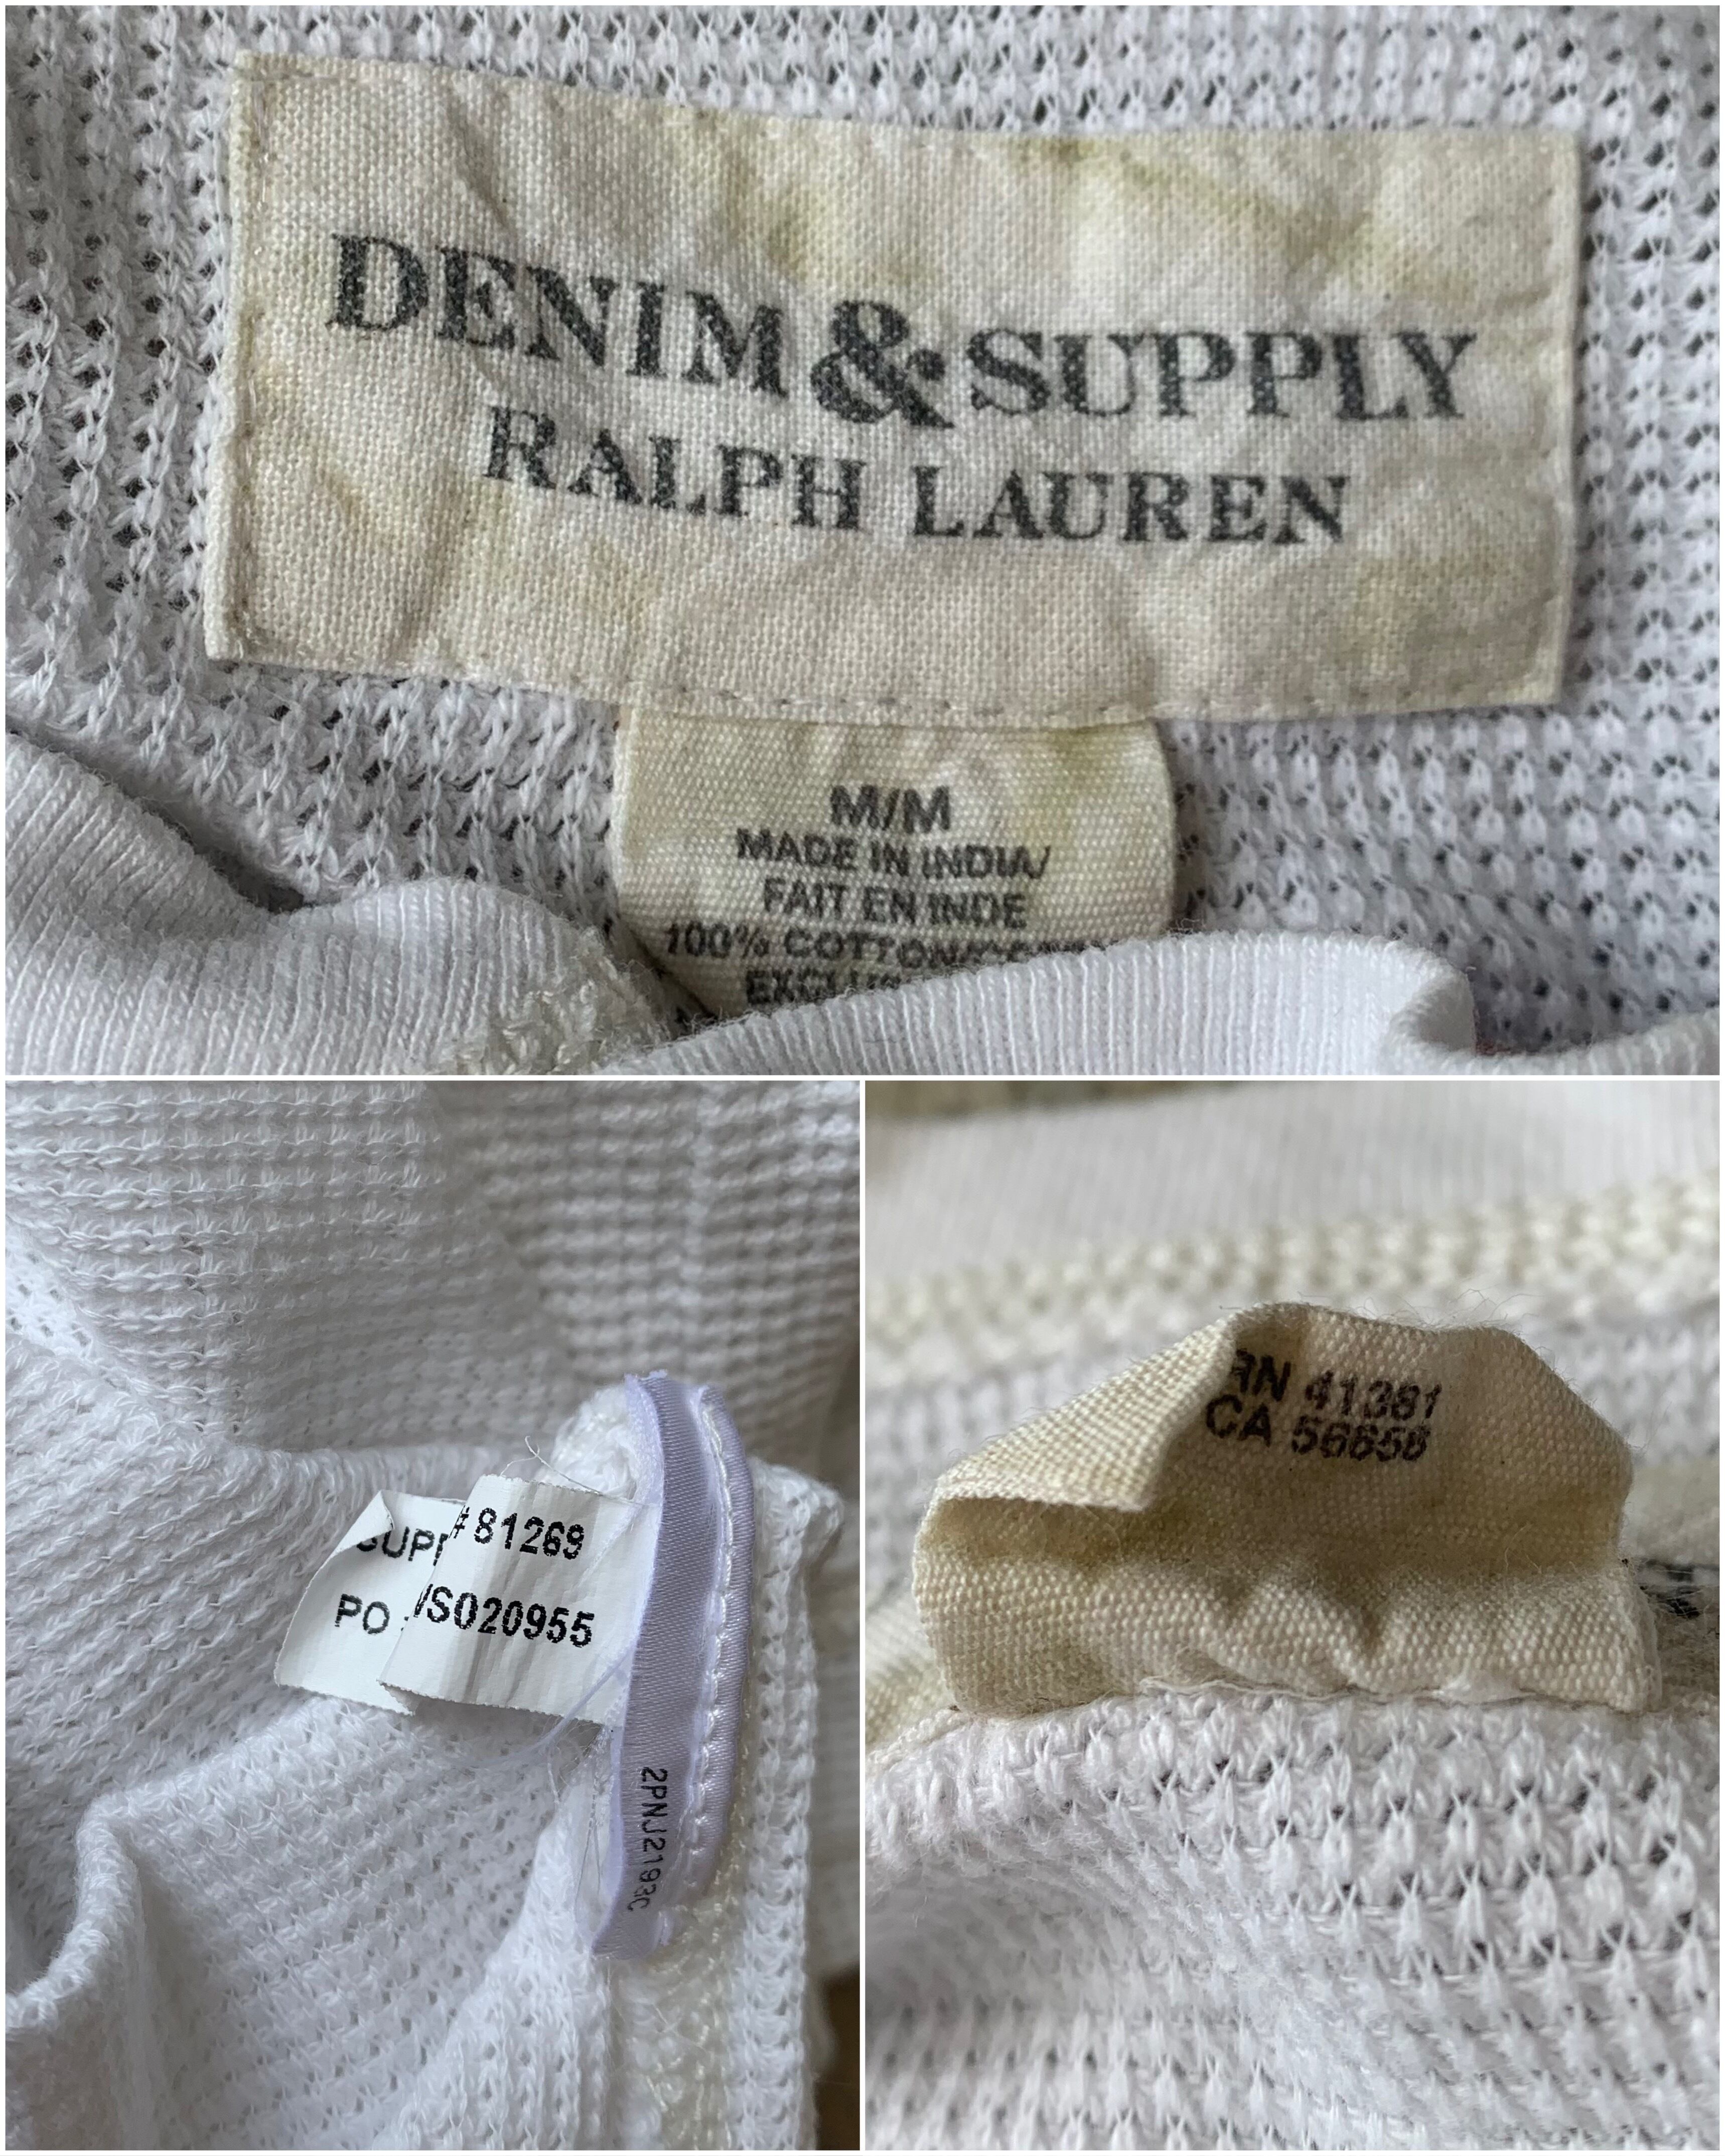 DENIM & SUPPLY
RALPH LAUREN
M/M
MADE IN INDIA/
FAIT EN INDE
100% COTTON
# 81269
PO
020955
2PNJ2193C
RN 41381
CA 56658